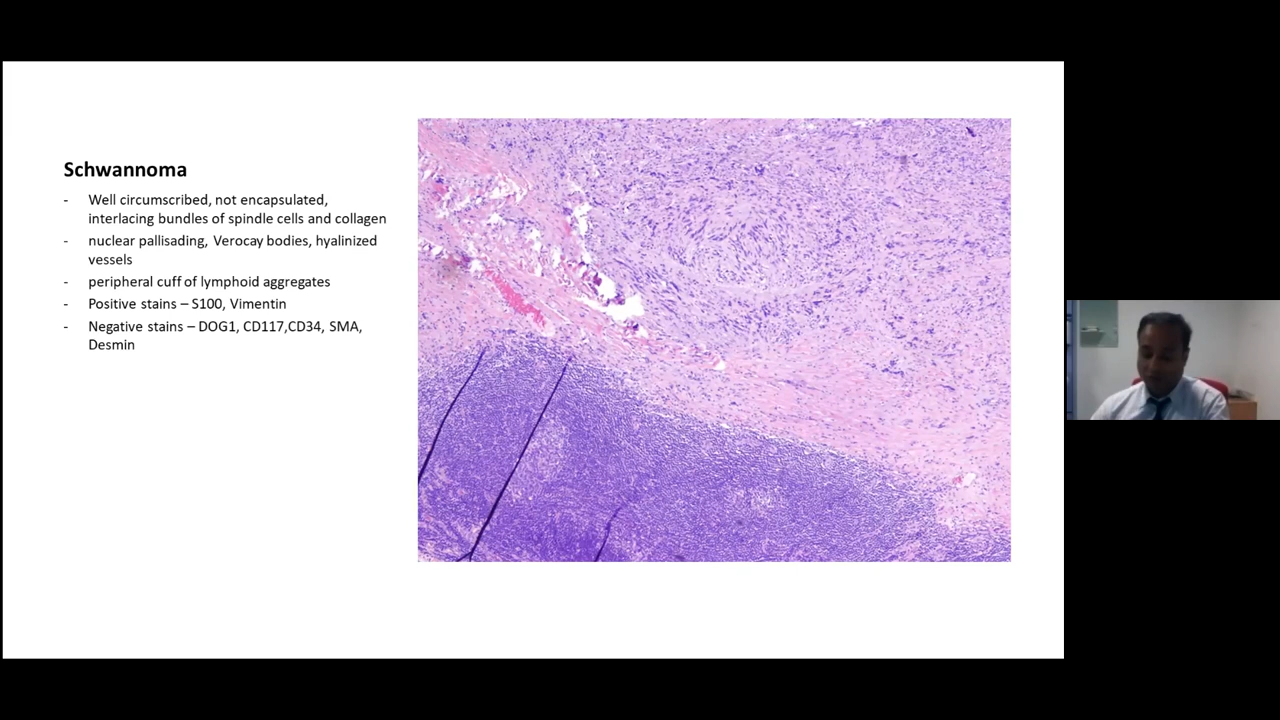 Schwannoma
- Well circumscribed, not encapsulated,
interlacing bundles of spindle cells and collagen
- nuclear pallisading, Verocay bodies, hyalinized
vessels
- peripheral cuff of lymphoid aggregates
- Positive stains – S100, Vimentin
- Negative stains – DOG1, CD117,CD34, SMA,
Desmin